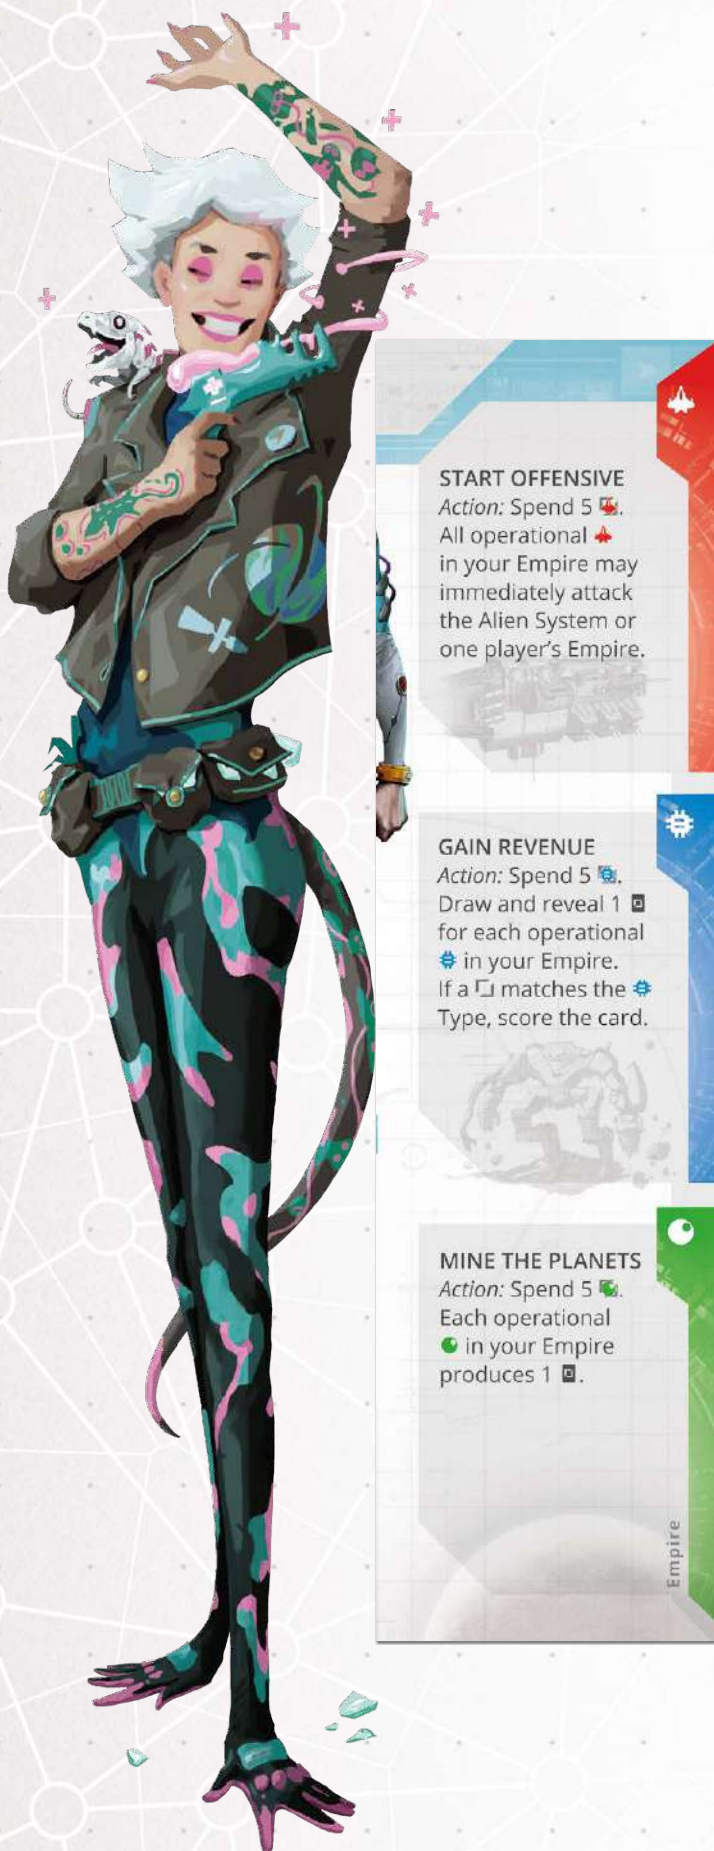 START OFFENSIVE
Action: Spend 5 .
All operational
in your Empire may
immediately attack
the Alien System or
one player's Empire.
GAIN REVENUE
Action: Spend 5 .
Draw and reveal 1
for each operational
in your Empire.
If a matches the
Type, score the card.
MINE THE PLANETS
Action: Spend 5 .
Each operational
in your Empire
produces 1 .
Empire